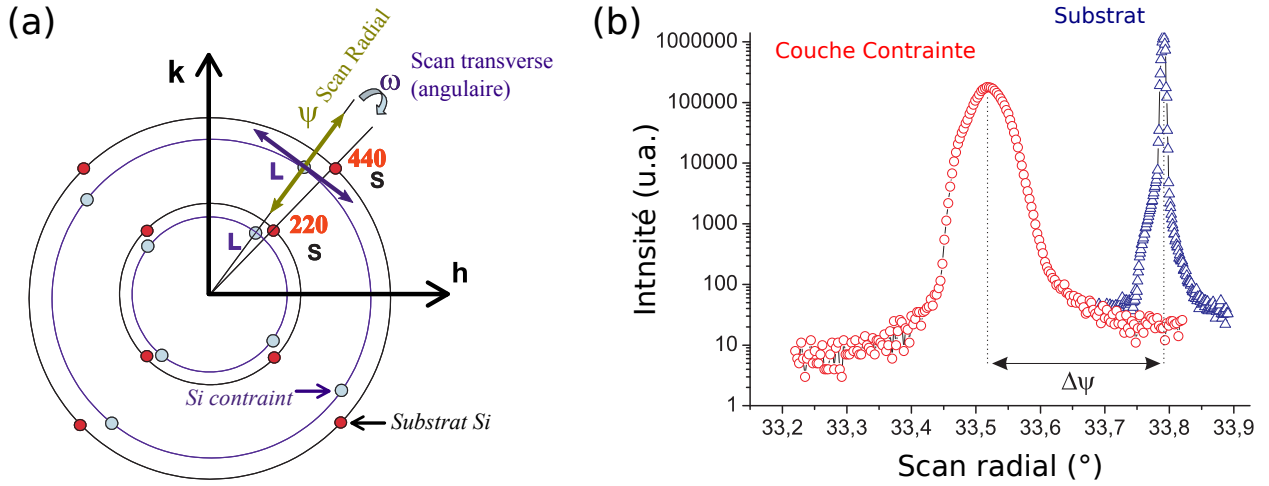 (a)
k
h
Scan Radial
ψ
ω
Scan transverse
(angulaire)
L
440
S
220
L
S
Si contraint
Substrat Si
(b)
Substrat
Couche Contrainte
Intnsité (u.a.)
1000000
100000
10000
1000
100
10
1
Δψ
33,2 33,3 33,4 33,5 33,6 33,7 33,8 33,9
Scan radial (°)